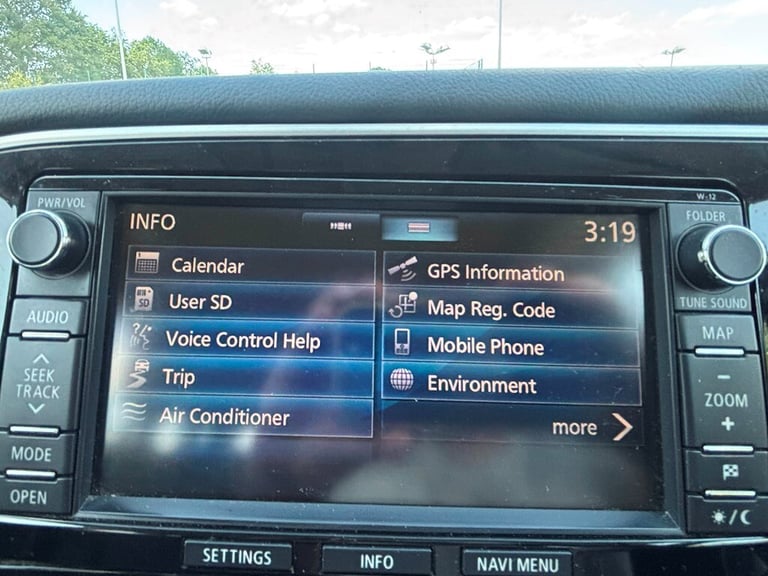 W-12
PWR/VOL
FOLDER
INFO
3:19
Calendar
GPS Information
User SD
SD
Map Reg. Code
Voice Control Help
Mobile Phone
Trip
Environment
Air Conditioner
more
AUDIO
SEEK
TRACK
MODE
OPEN
TUNE SOUND
MAP
ZOOM
SETTINGS
INFO
NAVI MENU